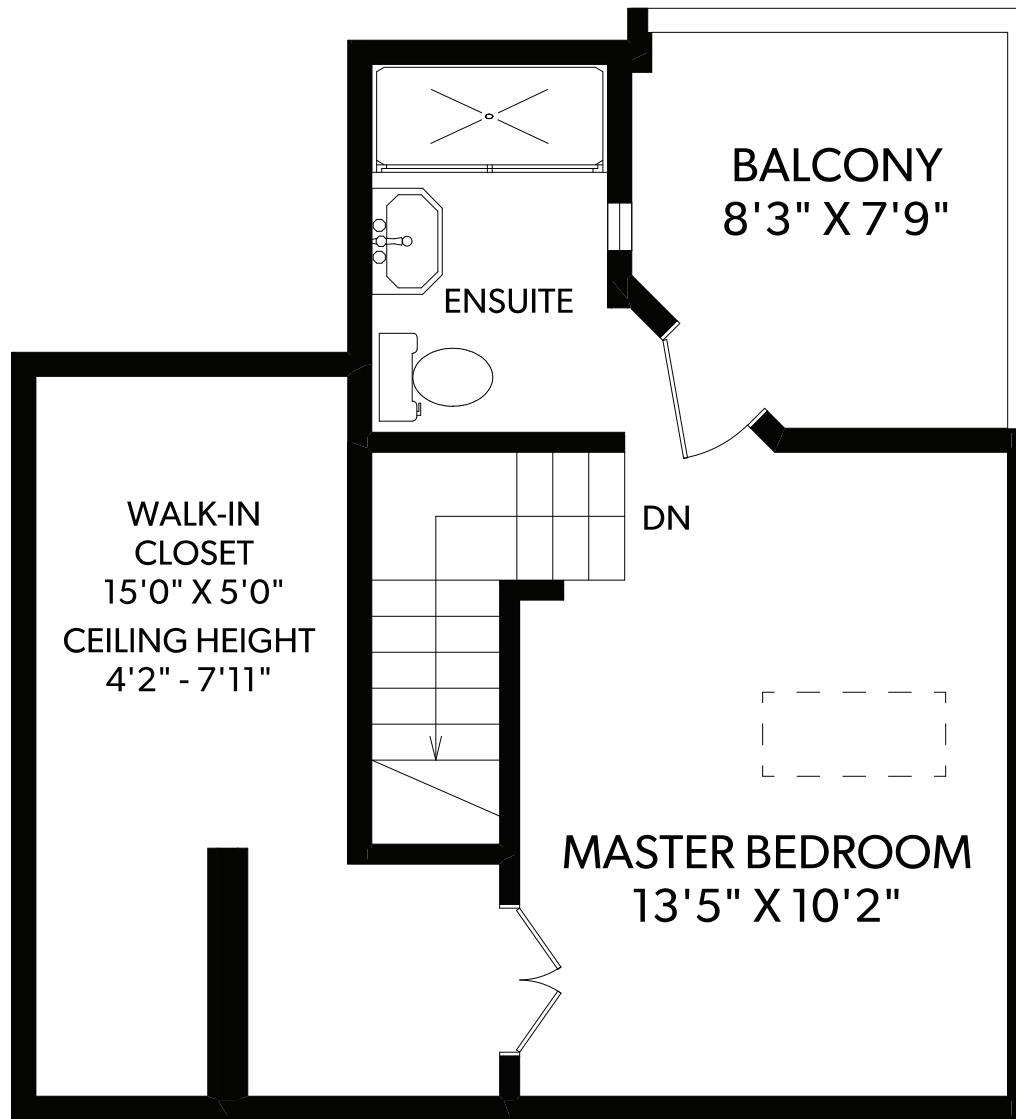 BALCONY
8'3" X 7'9"
ENSUITE
WALK-IN
CLOSET
15'0" X 5'0"
CEILING HEIGHT
4'2" - 7'11"
DN
MASTER BEDROOM
13'5" X 10'2"